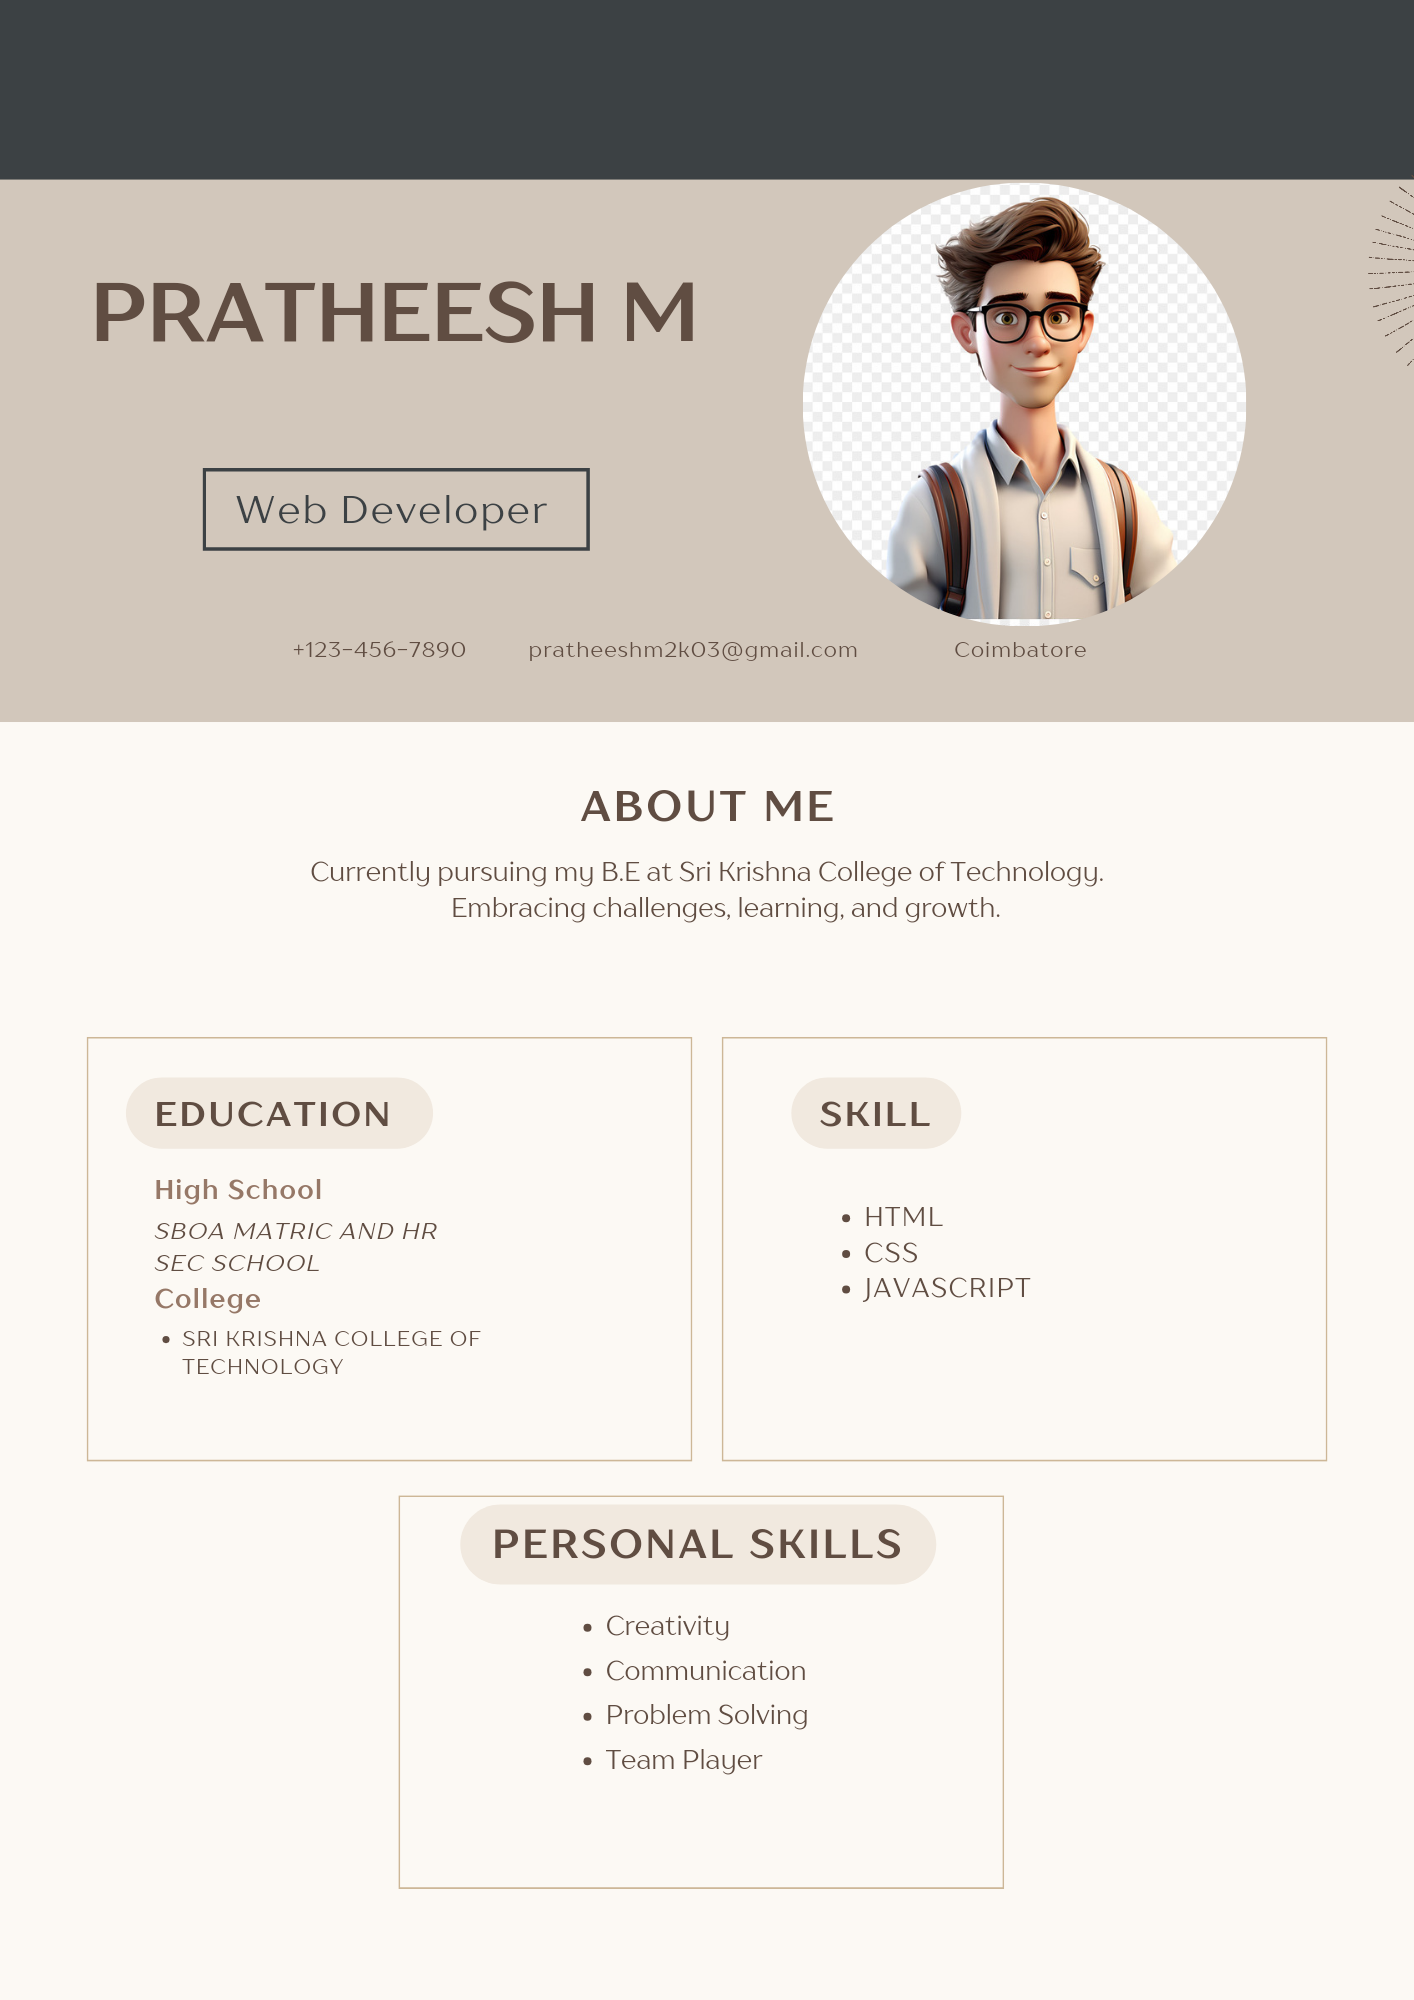 PRATHEESH M
Web Developer
+123-456-7890
pratheeshm2k03@gmail.com
Coimbatore
ABOUT ME
Currently pursuing my B.E at Sri Krishna College of Technology.
Embracing challenges, learning, and growth.
EDUCATION
High School
SBOA MATRIC AND HR
SEC SCHOOL
College
• SRI KRISHNA COLLEGE OF
TECHNOLOGY
SKILL
• HTML
• CSS
• JAVASCRIPT
PERSONAL SKILLS
• Creativity
• Communication
• Problem Solving
• Team Player